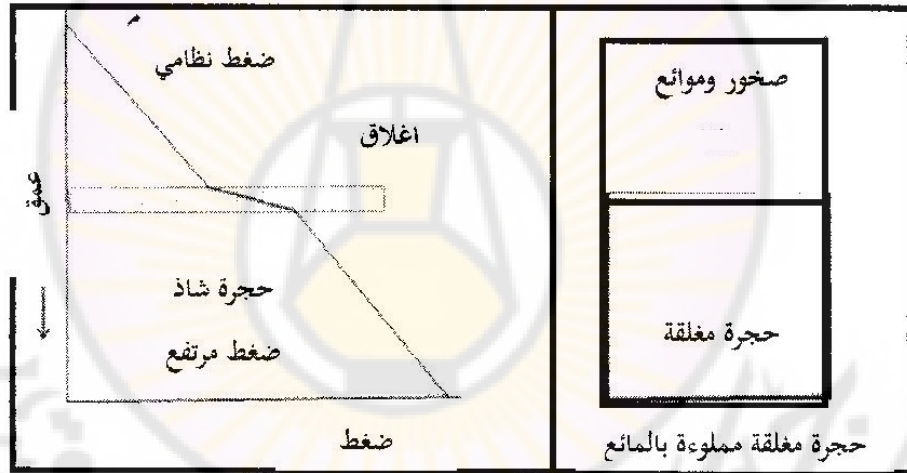 صخور وموائع
حجرة مغلقة
حجرة مغلقة مملوءة بالمائع
ضغط نظامي
اغلاق
عمق
حجرة شاذ
ضغط مرتفع
ضغط